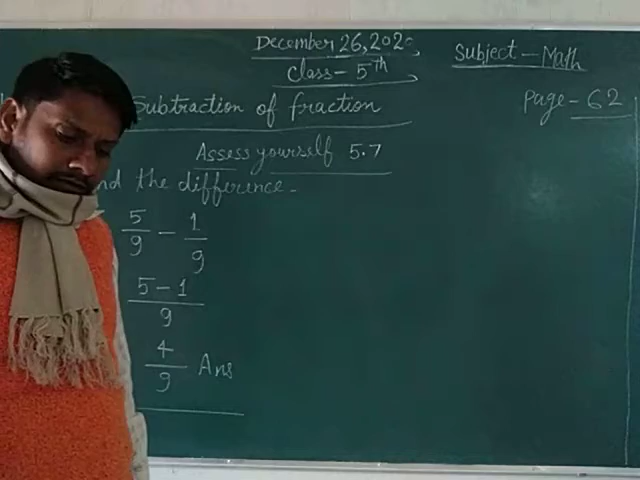 December 26, 2020
Subject - Math
Class - 5th
Subtraction of fraction
Page - 62
Assess yourself 5.7
the difference -
5/9 - 1/9
5 - 1/9
4/9 Ans